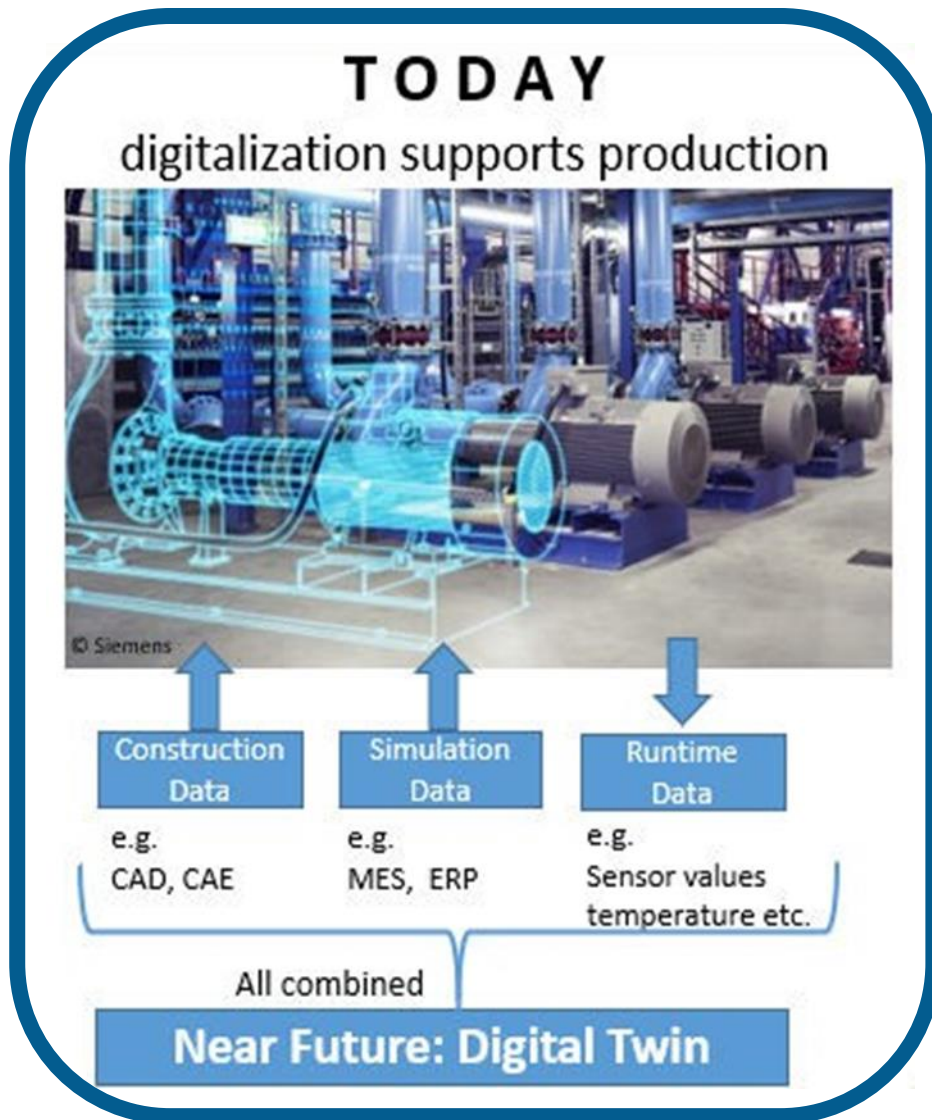 TODAY
digitalization supports production
© Siemens
Construction
Data
Simulation
Data
Runtime
Data
e.g.
CAD, CAE
e.g.
MES, ERP
e.g.
Sensor values
temperature etc.
All combined
Near Future: Digital Twin